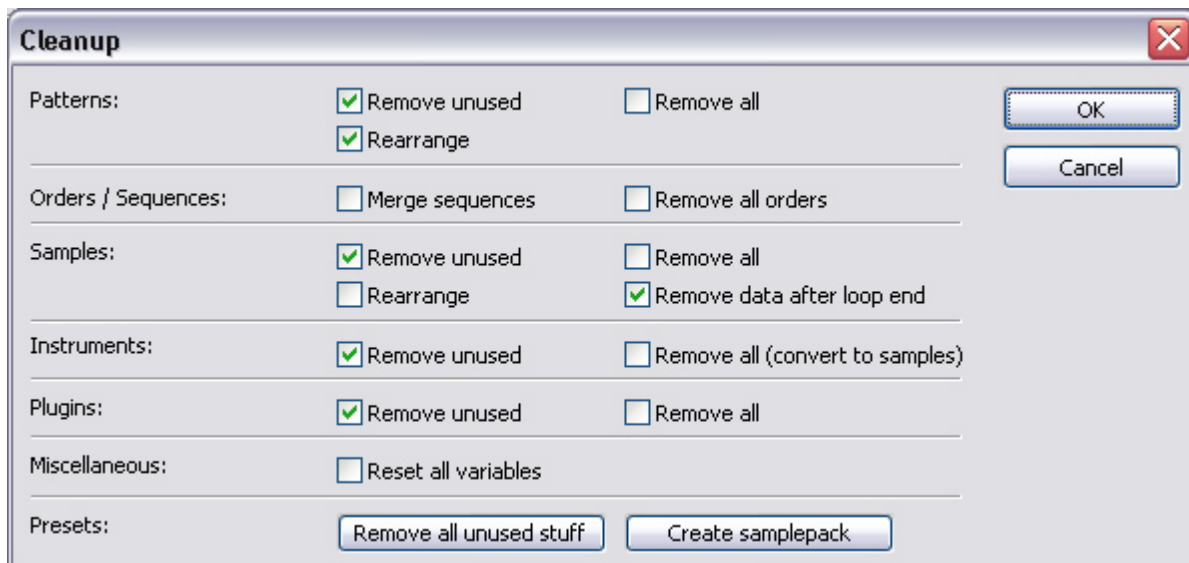 Cleanup
Patterns: Remove unused Remove all
Rearrange
Orders / Sequences: Merge sequences Remove all orders
Samples: Remove unused Remove all
Rearrange Remove data after loop end
Instruments: Remove unused Remove all (convert to samples)
Plugins: Remove unused Remove all
Miscellaneous: Reset all variables
Presets: Remove all unused stuff Create samplepack
OK
Cancel